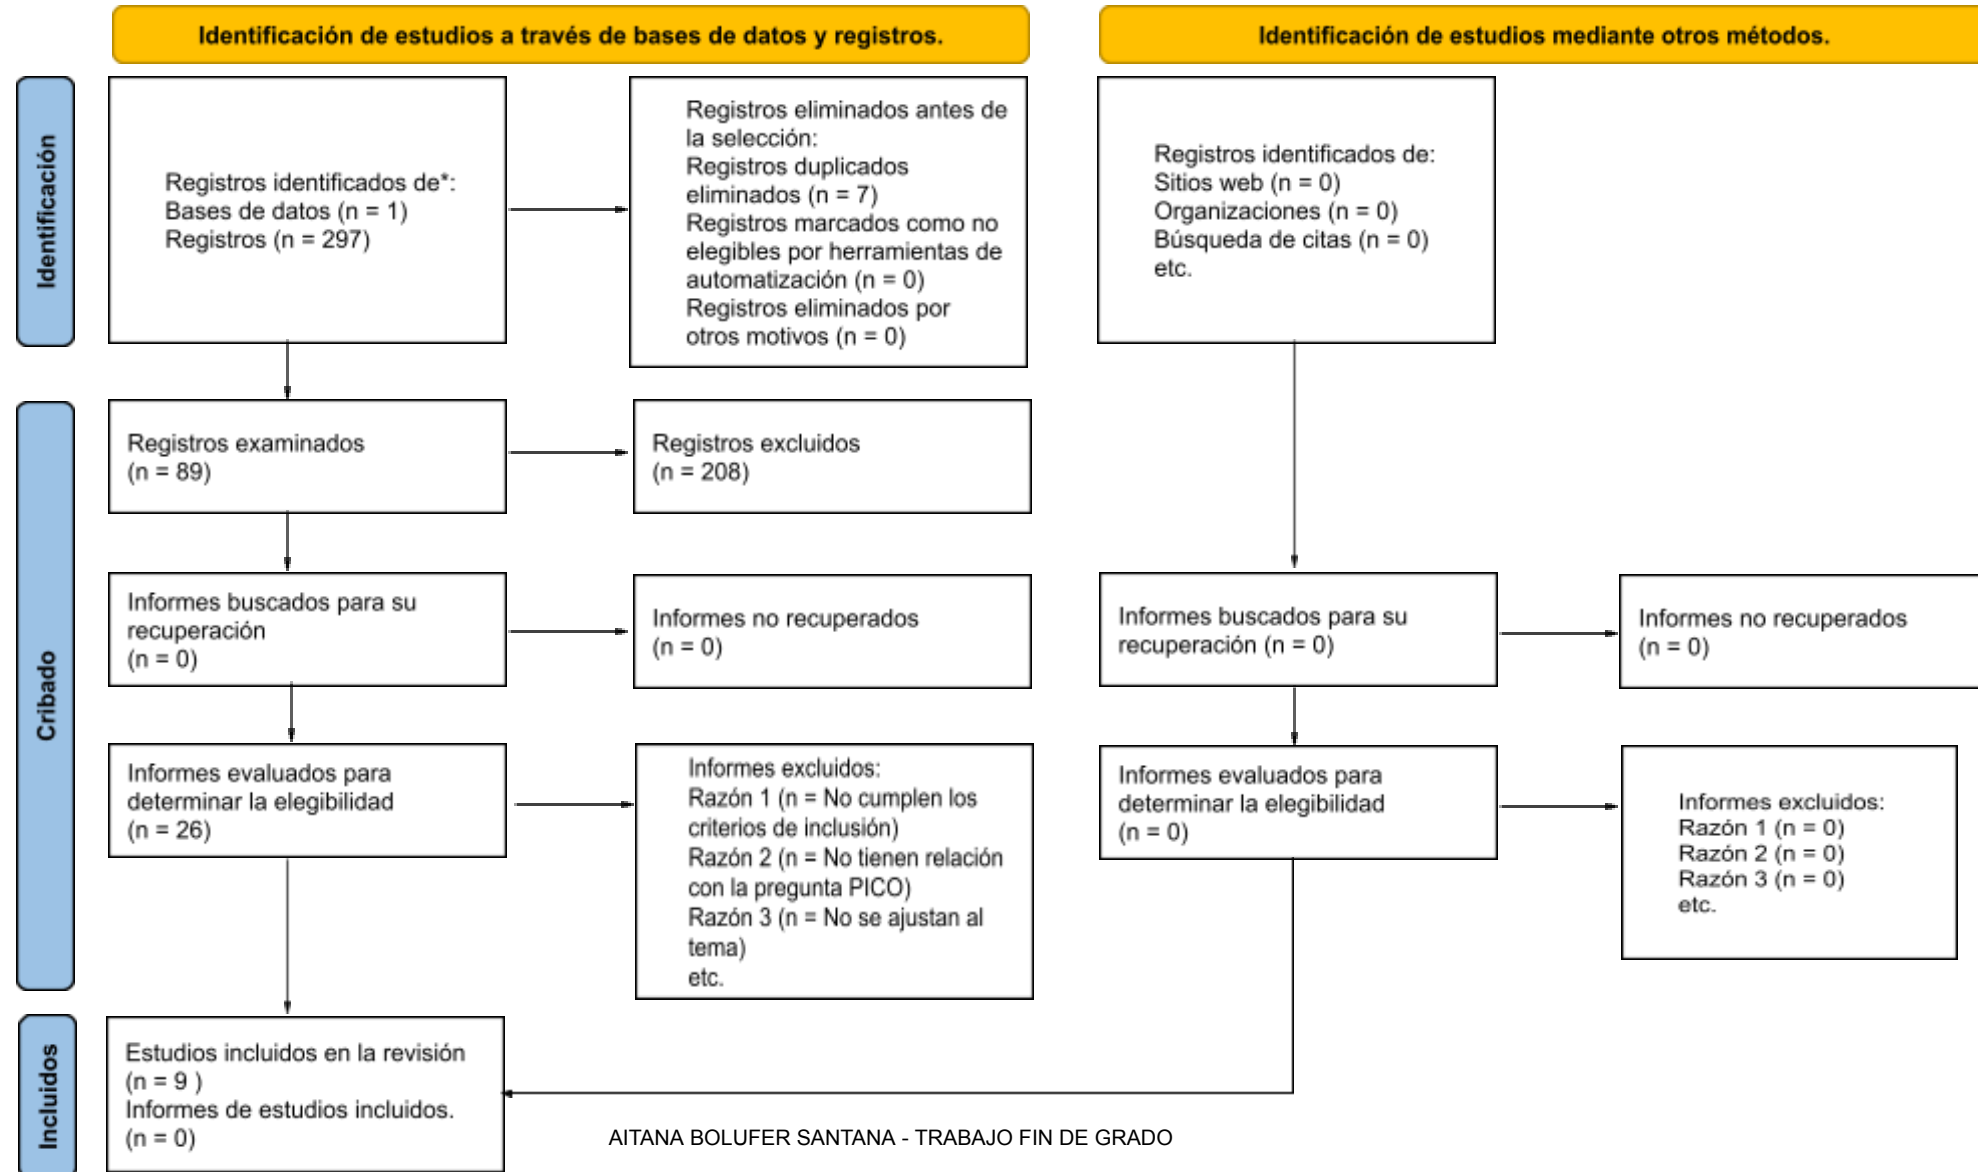 Identificación de estudios a través de bases de datos y registros.
Identificación de estudios mediante otros métodos.
Identificación
Registros identificados de*:
Bases de datos (n = 1)
Registros (n = 297)
Registros eliminados antes de
la selección:
Registros duplicados
eliminados (n = 7)
Registros marcados como no
elegibles por herramientas de
automatización (n = 0)
Registros eliminados por
otros motivos (n = 0)
Registros identificados de:
Sitios web (n = 0)
Organizaciones (n = 0)
Búsqueda de citas (n = 0)
etc.
Cribado
Registros examinados
(n = 89)
Registros excluidos
(n = 208)
Informes buscados para su
recuperación
(n = 0)
Informes no recuperados
(n = 0)
Informes buscados para su
recuperación (n = 0)
Informes no recuperados
(n = 0)
Informes evaluados para
determinar la elegibilidad
(n = 26)
Informes excluidos:
Razón 1 (n = No cumplen los
criterios de inclusión)
Razón 2 (n = No tienen relación
con la pregunta PICO)
Razón 3 (n = No se ajustan al
tema)
etc.
Informes evaluados para
determinar la elegibilidad
(n = 0)
Informes excluidos:
Razón 1 (n = 0)
Razón 2 (n = 0)
Razón 3 (n = 0)
etc.
Incluidos
Estudios incluidos en la revisión
(n = 9 )
Informes de estudios incluidos.
(n = 0)
AITANA BOLUFER SANTANA - TRABAJO FIN DE GRADO